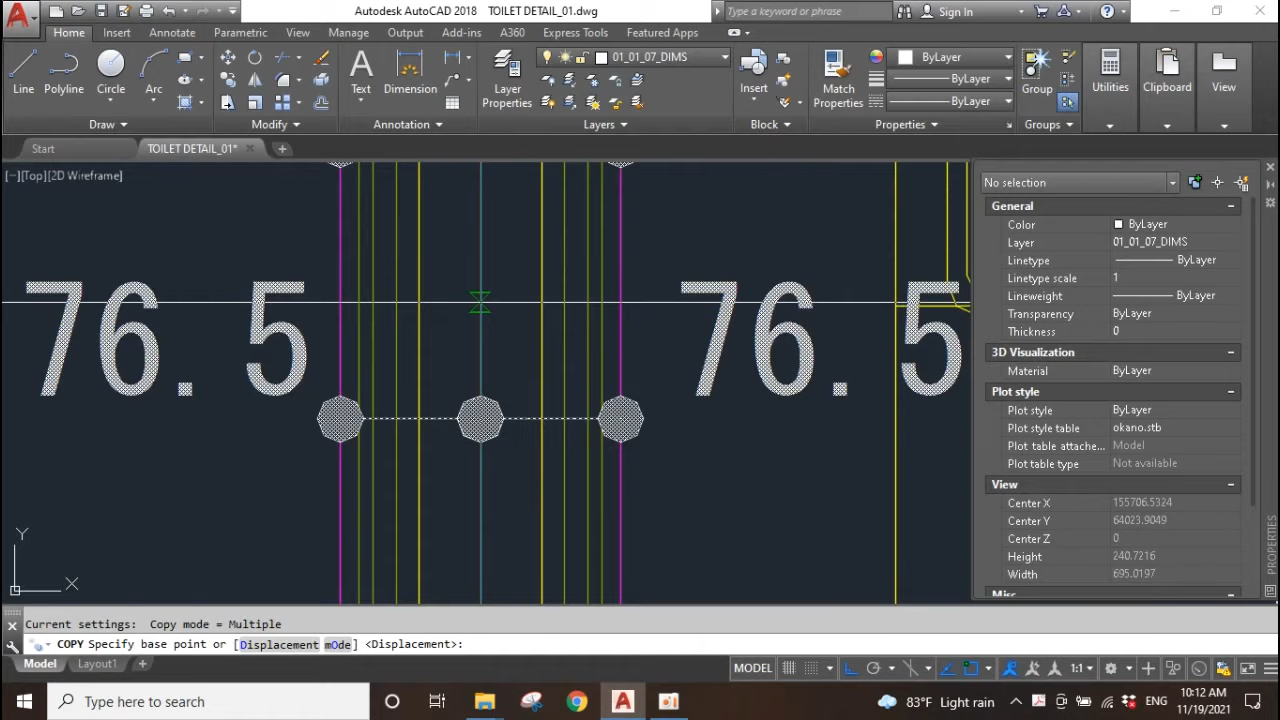 Autodesk AutoCAD 2018 TOILET DETAIL_01.dwg
Type a keyword or phrase
Sign In
Home Insert Annotate Parametric View Manage Output Add-ins A360 Express Tools Featured Apps
01_01_07_DIMS
ByLayer
ByLayer
ByLayer
Line Polyline Circle Arc
Text Dimension
Layer Properties
Insert
Match Properties
Group
Utilities
Clipboard
View
Draw Modify Annotation Layers Block Properties Groups
Start TOILET DETAIL_01*
[−][Top][2D Wireframe]
76.5 76.5
Y
X
No selection
General
Color ByLayer
Layer 01_01_07_DIMS
Linetype ByLayer
Linetype scale 1
Lineweight ByLayer
Transparency ByLayer
Thickness 0
3D Visualization
Material ByLayer
Plot style
Plot style ByLayer
Plot style table okano.stb
Plot table attache... Model
Plot table type Not available
View
Center X 155706.5324
Center Y 64023.9049
Center Z 0
Height 240.7216
Width 695.0197
Misc
PROPERTIES
Current settings: Copy mode = Multiple
COPY Specify base point or [Displacement mOde] <Displacement>:
Model Layout1
MODEL 1:1
Type here to search
83°F Light rain
ENG
10:12 AM
11/19/2021